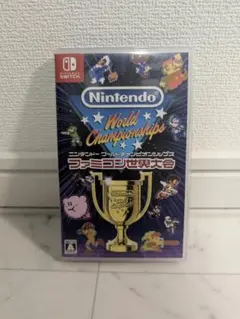 NINTENDO
SWITCH
Nintendo
World
Championships
ニンテンドー ワールドチャンピオンシップス
ファミコン世界大会
A